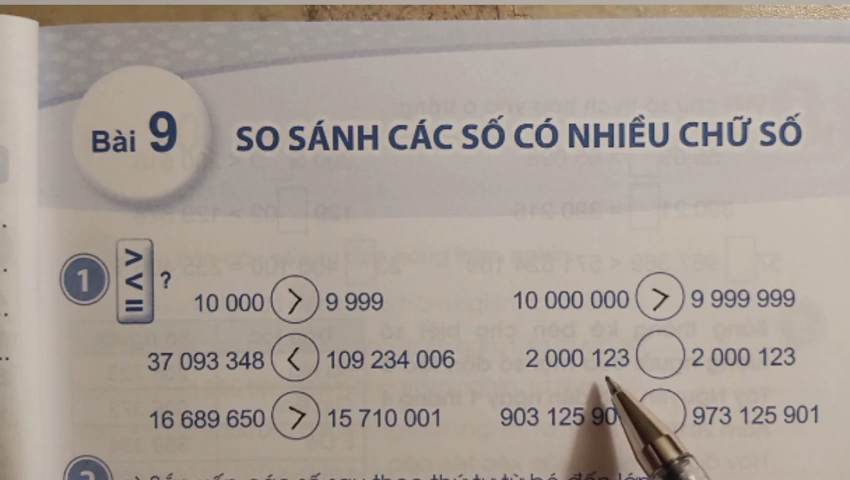 Bài 9 SO SÁNH CÁC SỐ CÓ NHIỀU CHỮ SỐ
1 > < = ?
10 000 > 9 999 10 000 000 > 9 999 999
37 093 348 < 109 234 006 2 000 123 2 000 123
16 689 650 > 15 710 001 903 125 973 125 901